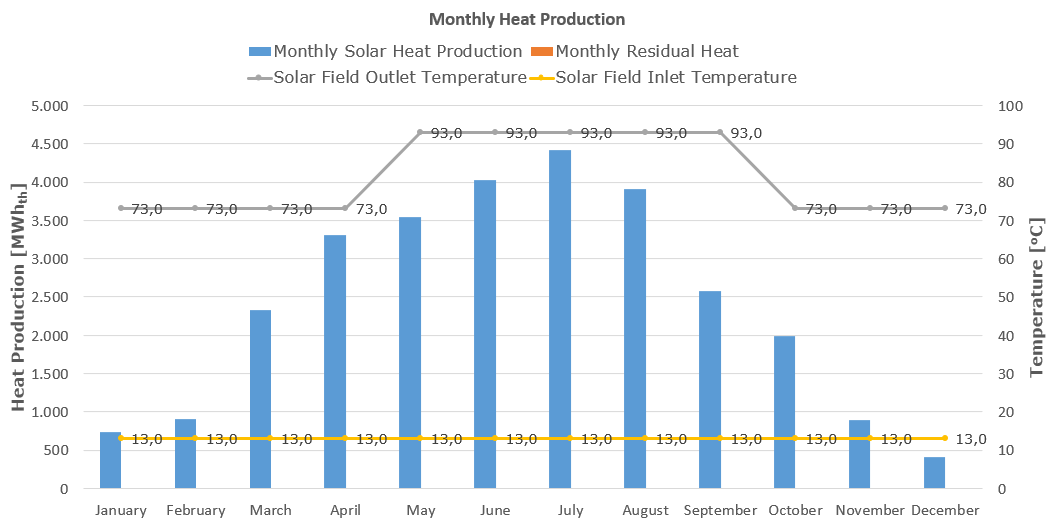 Monthly Heat Production
Monthly Solar Heat Production Monthly Residual Heat
Solar Field Outlet Temperature Solar Field Inlet Temperature
Heat Production [MWhth]
5.000
4.500
4.000
3.500
3.000
2.500
2.000
1.500
1.000
500
0
93,0 93,0 93,0 93,0 93,0
73,0 73,0 73,0 73,0 73,0 73,0 73,0
13,0 13,0 13,0 13,0 13,0 13,0 13,0 13,0 13,0 13,0 13,0 13,0
100
90
80
70
60
50
40
30
20
10
0
Temperature [°C]
January February March April May June July August September October November December